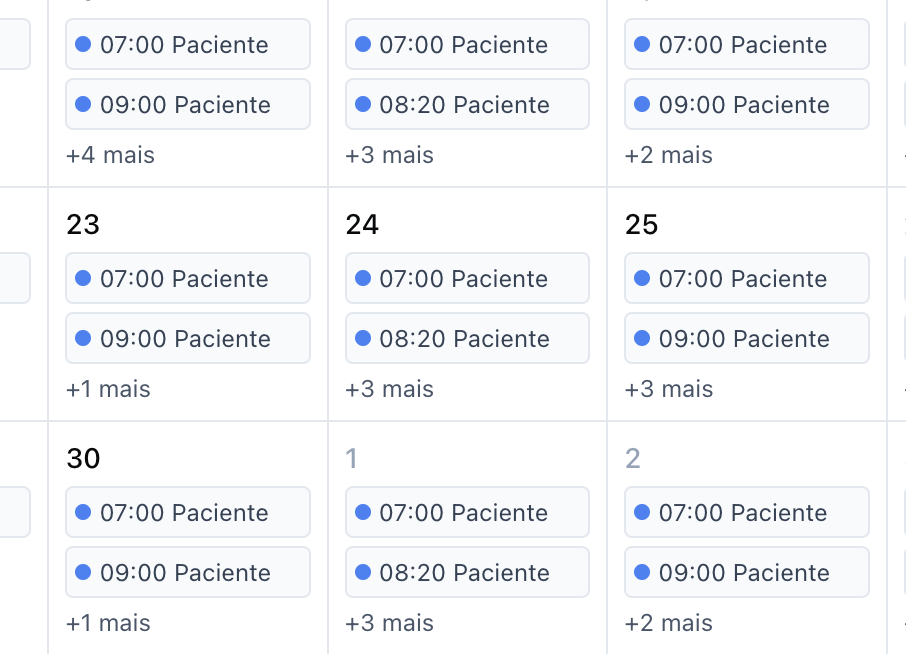 07:00 Paciente
07:00 Paciente
07:00 Paciente
09:00 Paciente
08:20 Paciente
09:00 Paciente
+4 mais
+3 mais
+2 mais
23
24
25
07:00 Paciente
07:00 Paciente
07:00 Paciente
09:00 Paciente
08:20 Paciente
09:00 Paciente
+1 mais
+3 mais
+3 mais
30
1
2
07:00 Paciente
07:00 Paciente
07:00 Paciente
09:00 Paciente
08:20 Paciente
09:00 Paciente
+1 mais
+3 mais
+2 mais